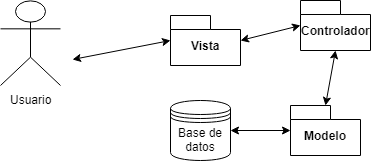 Controlador
Vista
Usuario
Base de
datos
Modelo